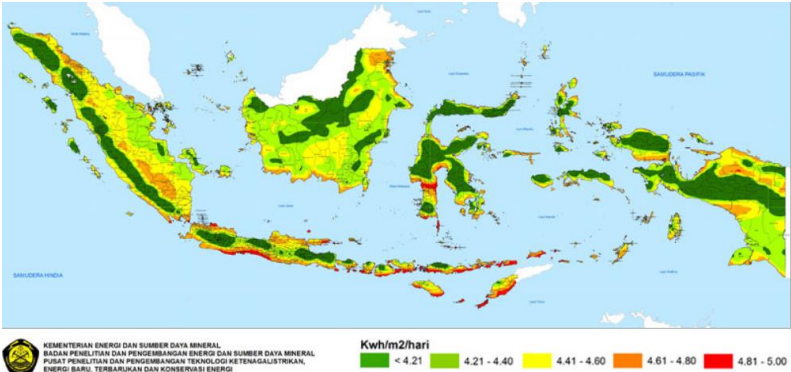 SAMUDERA PASIFIK
SAMUDERA HINDIA
KEMENTERIAN ENERGI DAN SUMBER DAYA MINERAL
BADAN PENELITIAN DAN PENGEMBANGAN ENERGI DAN SUMBER DAYA MINERAL
PUSAT PENELITIAN DAN PENGEMBANGAN TEKNOLOGI KETENAGALISTRIKAN,
ENERGI BARU, TERBARUKAN DAN KONSERVASI ENERGI
Kwh/m2/hari
< 4.21
4.21 - 4.40
4.41 - 4.60
4.61 - 4.80
4.81 - 5.00